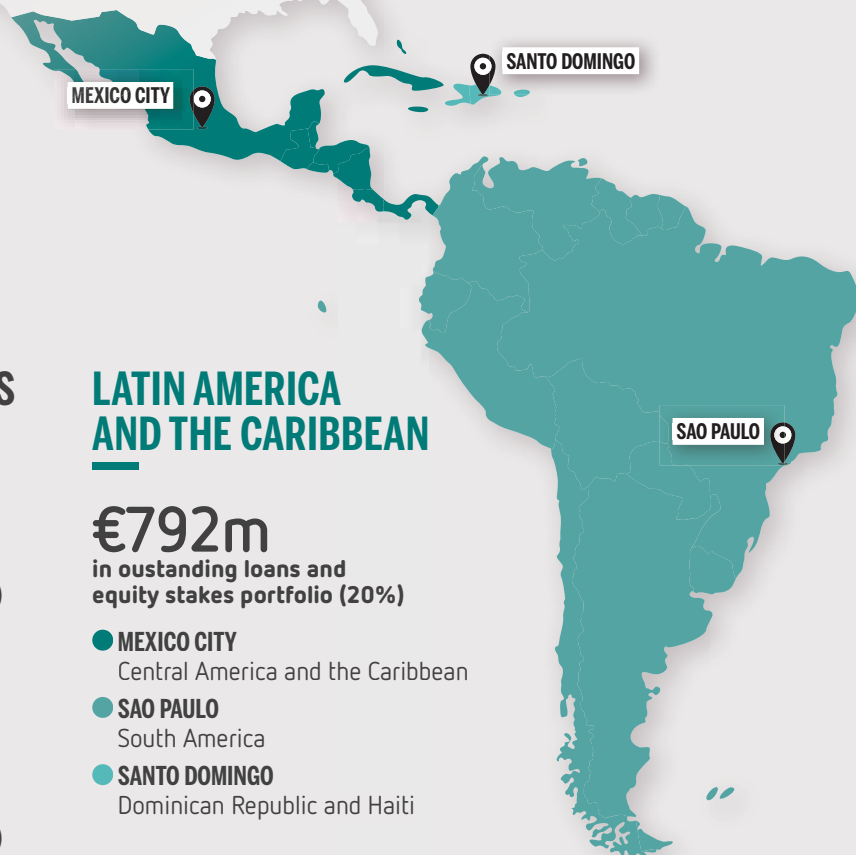 SANTO DOMINGO
MEXICO CITY
S
LATIN AMERICA
AND THE CARIBBEAN
SAO PAULO
€792m
in oustanding loans and
equity stakes portfolio (20%)
)
MEXICO CITY
Central America and the Caribbean
SAO PAULO
South America
SANTO DOMINGO
Dominican Republic and Haiti
)